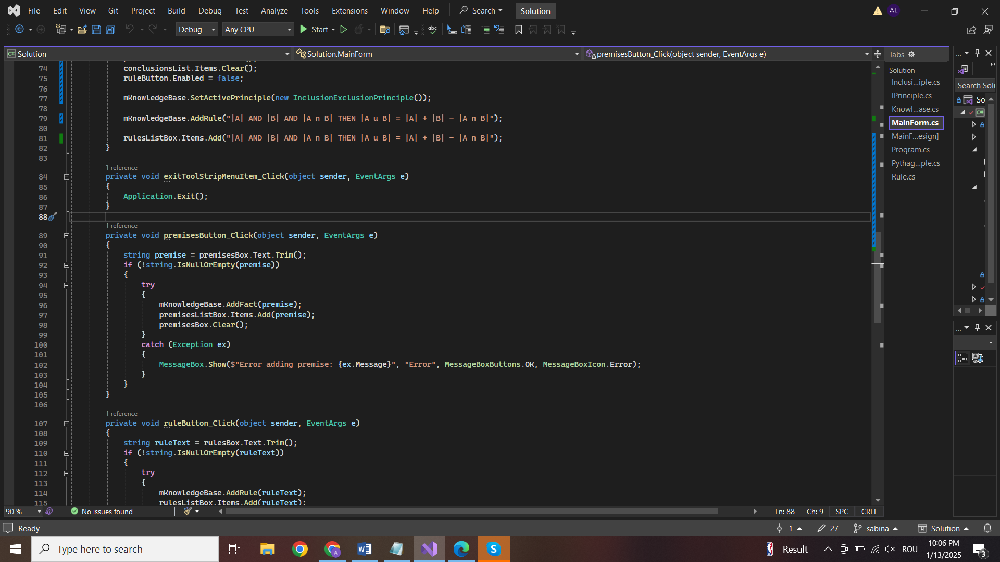 File Edit View Git Project Build Debug Test Analyze Tools Extensions Window Help Search Solution AL
Debug Any CPU Start
Solution Solution.MainForm premisesButton_Click(object sender, EventArgs e) Tabs
74 conclusionsList.Items.Clear();
75 ruleButton.Enabled = false;
76
77 mKnowledgeBase.SetActivePrinciple(new InclusionExclusionPrinciple());
78
79 mKnowledgeBase.AddRule("|A| AND |B| AND |A n B| THEN |A u B| = |A| + |B| - |A n B|");
80
81 rulesListBox.Items.Add("|A| AND |B| AND |A n B| THEN |A u B| = |A| + |B| - |A n B|");
82 }
83
1 reference
84 private void exitToolStripMenuItem_Click(object sender, EventArgs e)
85 {
86 Application.Exit();
87 }
88
1 reference
89 private void premisesButton_Click(object sender, EventArgs e)
90 {
91 string premise = premisesBox.Text.Trim();
92 if (!string.IsNullOrEmpty(premise))
93 {
94 try
95 {
96 mKnowledgeBase.AddFact(premise);
97 premisesListBox.Items.Add(premise);
98 premisesBox.Clear();
99 }
100 catch (Exception ex)
101 {
102 MessageBox.Show($"Error adding premise: {ex.Message}", "Error", MessageBoxButtons.OK, MessageBoxIcon.Error);
103 }
104 }
105 }
106
1 reference
107 private void ruleButton_Click(object sender, EventArgs e)
108 {
109 string ruleText = rulesBox.Text.Trim();
110 if (!string.IsNullOrEmpty(ruleText))
111 {
112 try
113 {
114 mKnowledgeBase.AddRule(ruleText);
115 rulesListBox.Items.Add(ruleText);
Solution
Inclusi...iple.cs
IPrinciple.cs
Knowl...ase.cs
MainForm.cs
MainF...esign]
Program.cs
Pythag...ple.cs
Rule.cs
Search Solu
So
90 % No issues found Ln: 88 Ch: 9 SPC CRLF
Ready 1 27 sabina Solution
Type here to search Result ROU 10:06 PM
1/13/2025 3